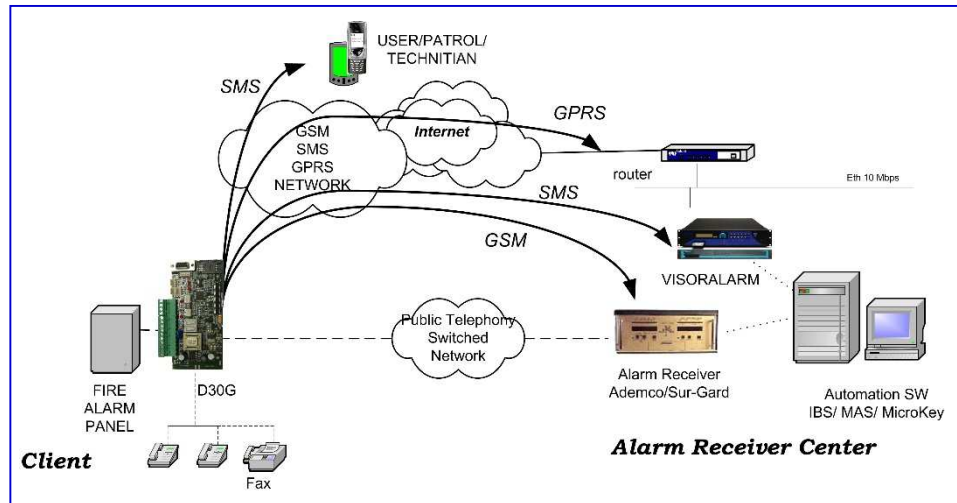 USER/PATROL/
TECHNITIAN
SMS
GPRS
Internet
GSM
SMS
GPRS
NETWORK
router
Eth 10 Mbps
SMS
GSM
VISORALARM
Public Telephony
Switched
Network
FIRE
ALARM
PANEL
D30G
Alarm Receiver
Ademco/Sur-Gard
Automation SW
IBS/ MAS/ MicroKey
Client
Fax
Alarm Receiver Center